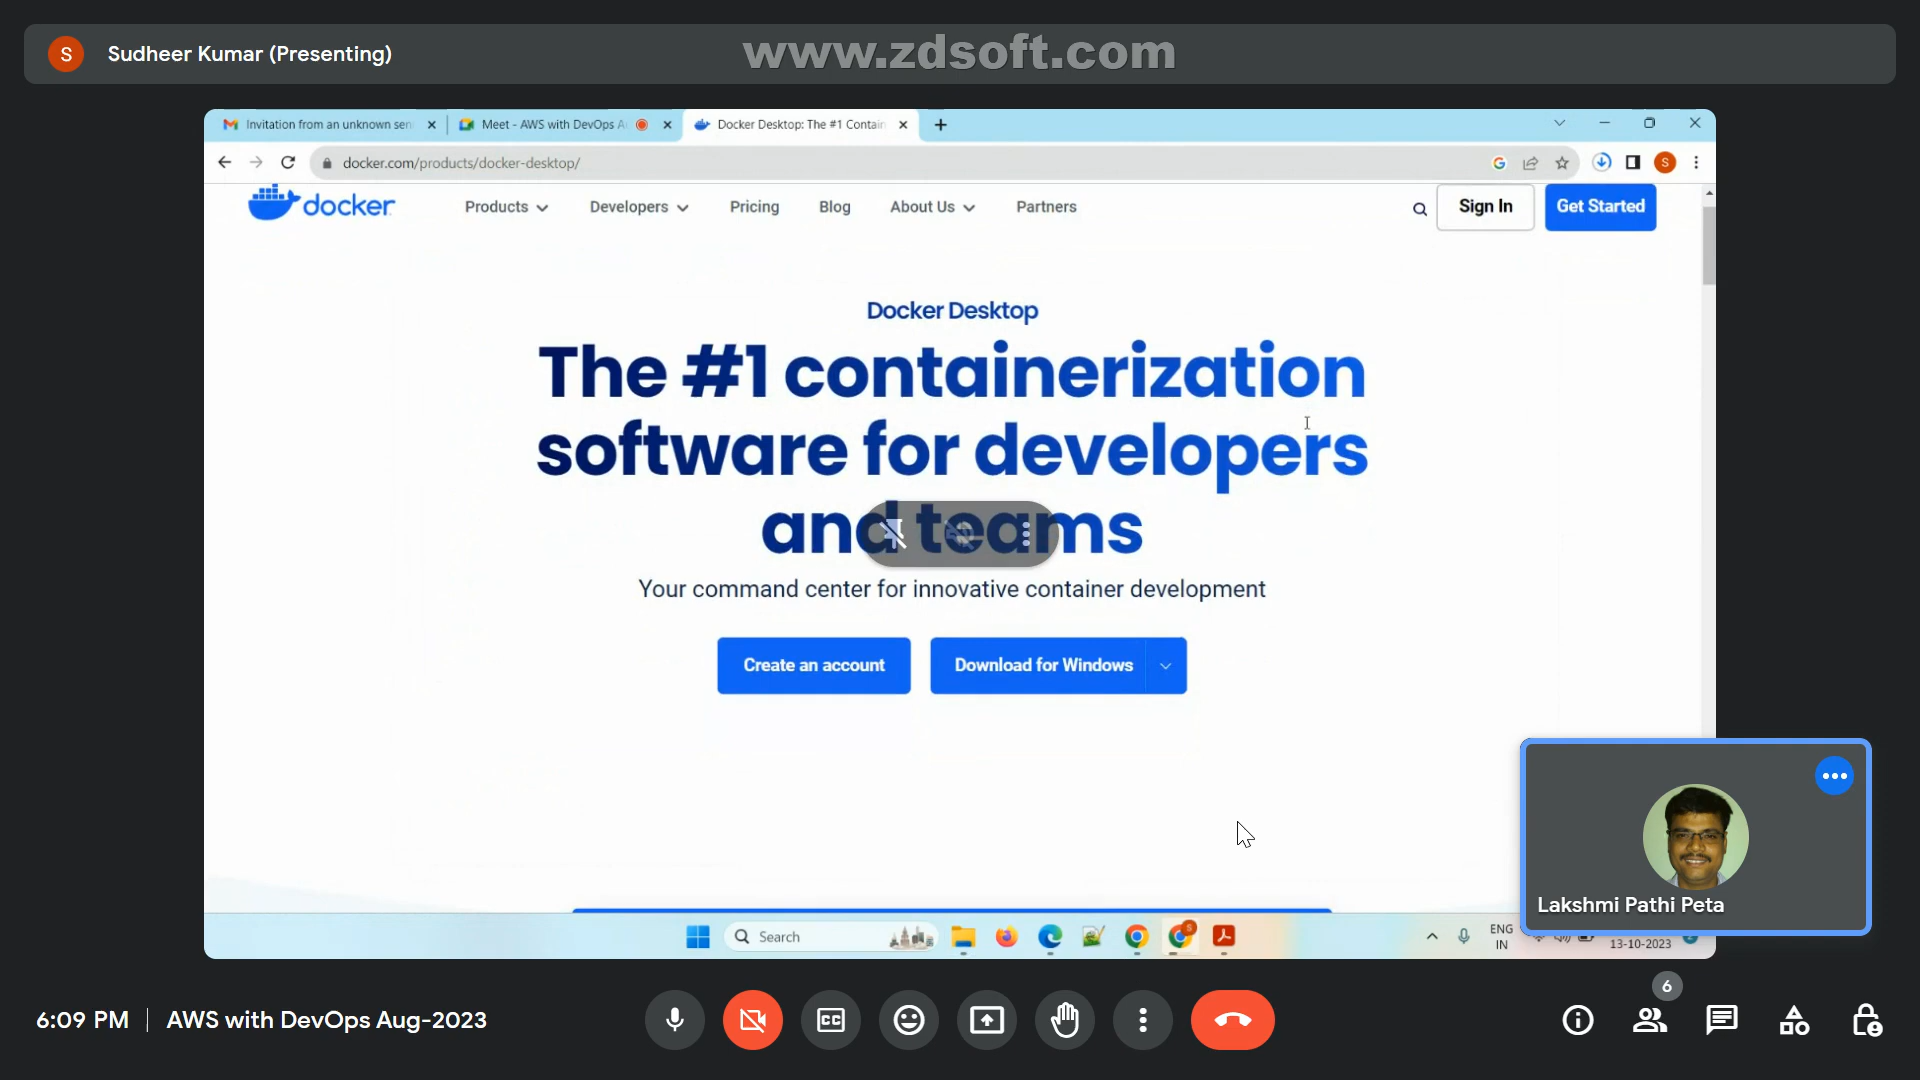 S
Sudheer Kumar (Presenting)
www.zdsoft.com
Invitation from an unknown sen
Meet - AWS with DevOps A
Docker Desktop: The #1 Contain
docker.com/products/docker-desktop/
S
docker
Products
Developers
Pricing
Blog
About Us
Partners
Sign In
Get Started
Docker Desktop
The #1 containerization
software for developers
and teams
Your command center for innovative container development
Create an account
Download for Windows
Lakshmi Pathi Peta
Search
5
ENG
IN
13-10-2023
6:09 PM
AWS with DevOps Aug-2023
CC
6